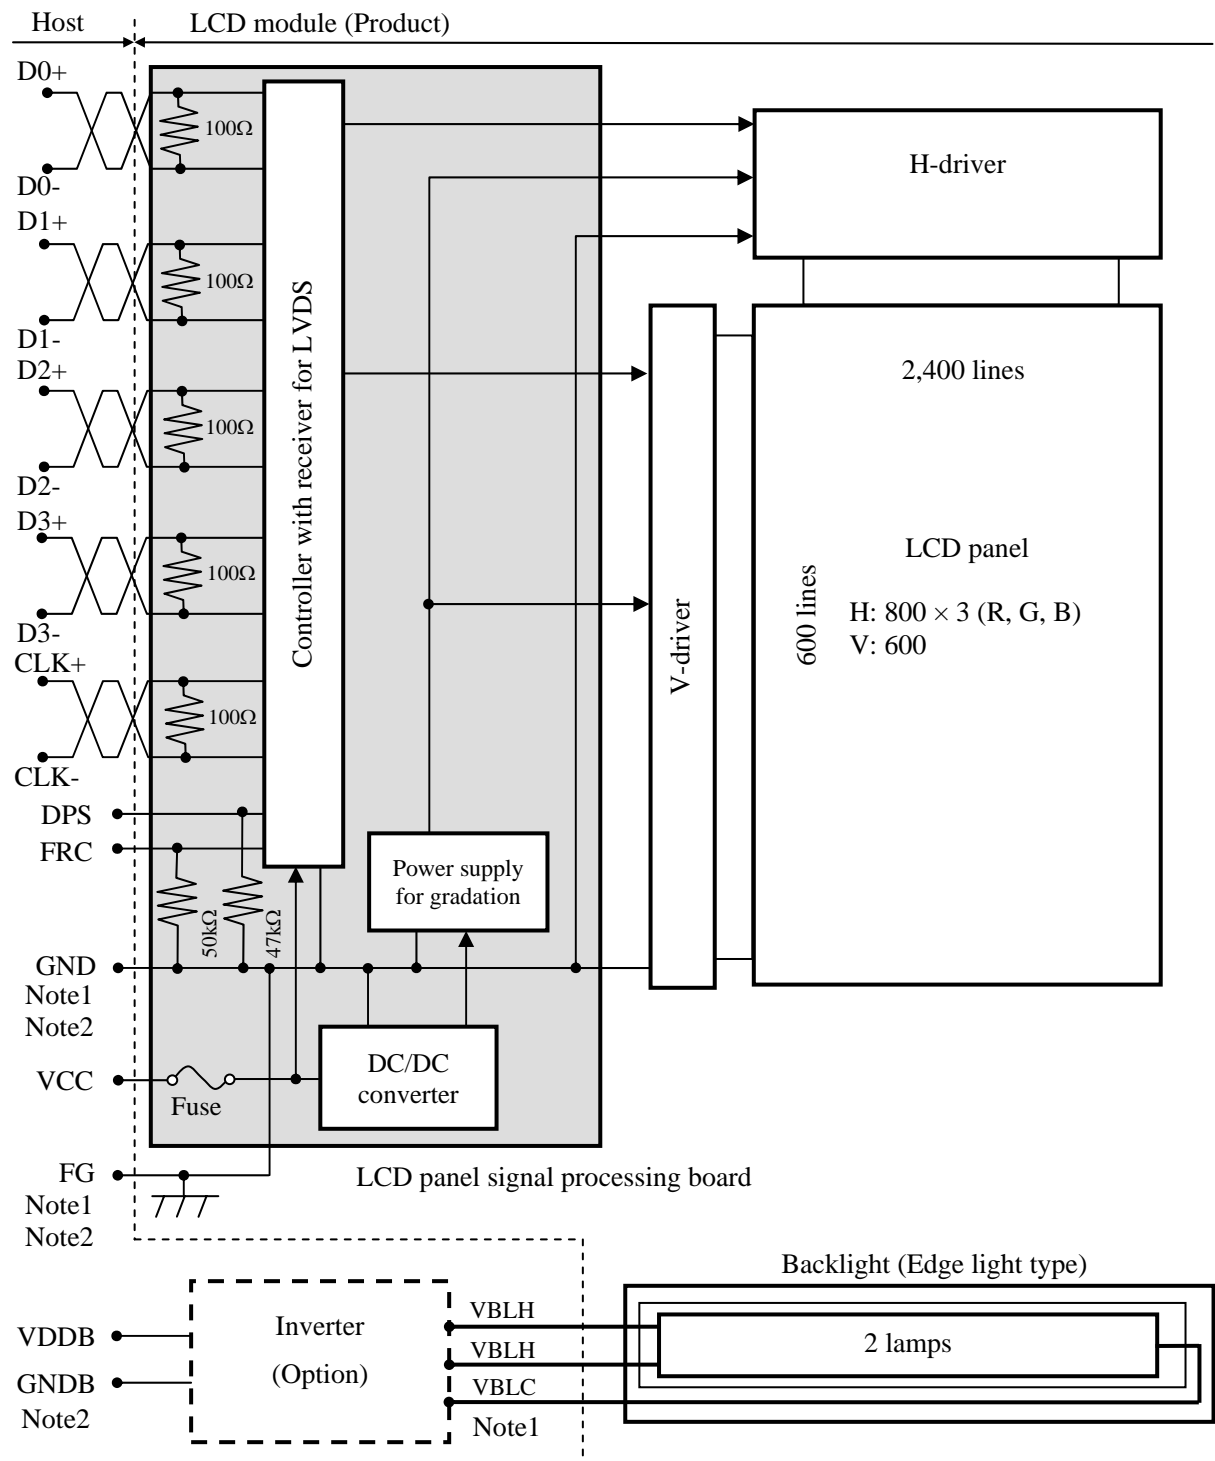 Host
LCD module (Product)
D0+
100Ω
D0-
D1+
100Ω
D1-
D2+
100Ω
D2-
D3+
100Ω
D3-
CLK+
100Ω
CLK-
DPS
FRC
50kΩ
47kΩ
GND
Note1
Note2
VCC
Fuse
FG
Note1
Note2
Controller with receiver for LVDS
Power supply
for gradation
DC/DC
converter
LCD panel signal processing board
H-driver
V-driver
2,400 lines
600 lines
LCD panel
H: 800 × 3 (R, G, B)
V: 600
Backlight (Edge light type)
VDDB
GNDB
Note2
Inverter
(Option)
VBLH
VBLH
VBLC
Note1
2 lamps